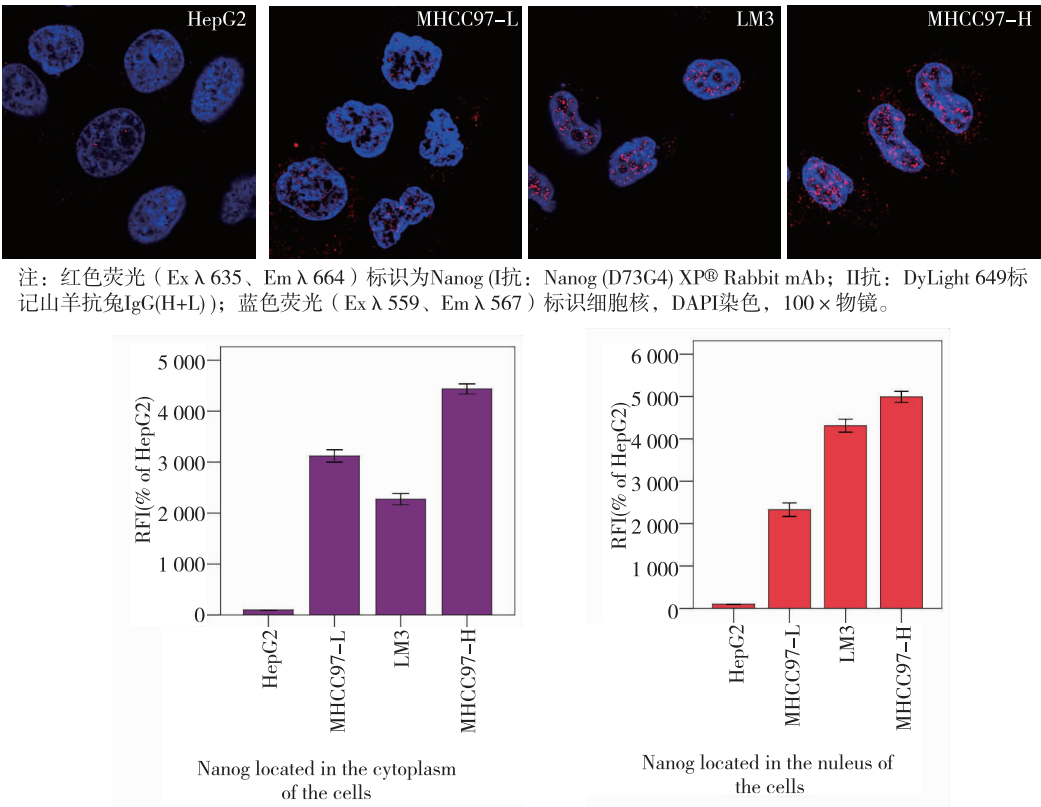 HepG2
MHCC97-L
LM3
MHCC97-H
注：红色荧光（Ex λ 635、Em λ 664）标识为Nanog (I抗：Nanog (D73G4) XP® Rabbit mAb；II抗：DyLight 649标
记山羊抗兔IgG(H+L) )；蓝色荧光（Ex λ 559、Em λ 567）标识细胞核，DAPI染色，100 × 物镜。
RFI(% of HepG2)
5 000
4 000
3 000
2 000
1 000
0
HepG2
MHCC97-L
LM3
MHCC97-H
Nanog located in the cytoplasm
of the cells
RFI(% of HepG2)
6 000
5 000
4 000
3 000
2 000
1 000
0
HepG2
MHCC97-L
LM3
MHCC97-H
Nanog located in the nuleus of
the cells